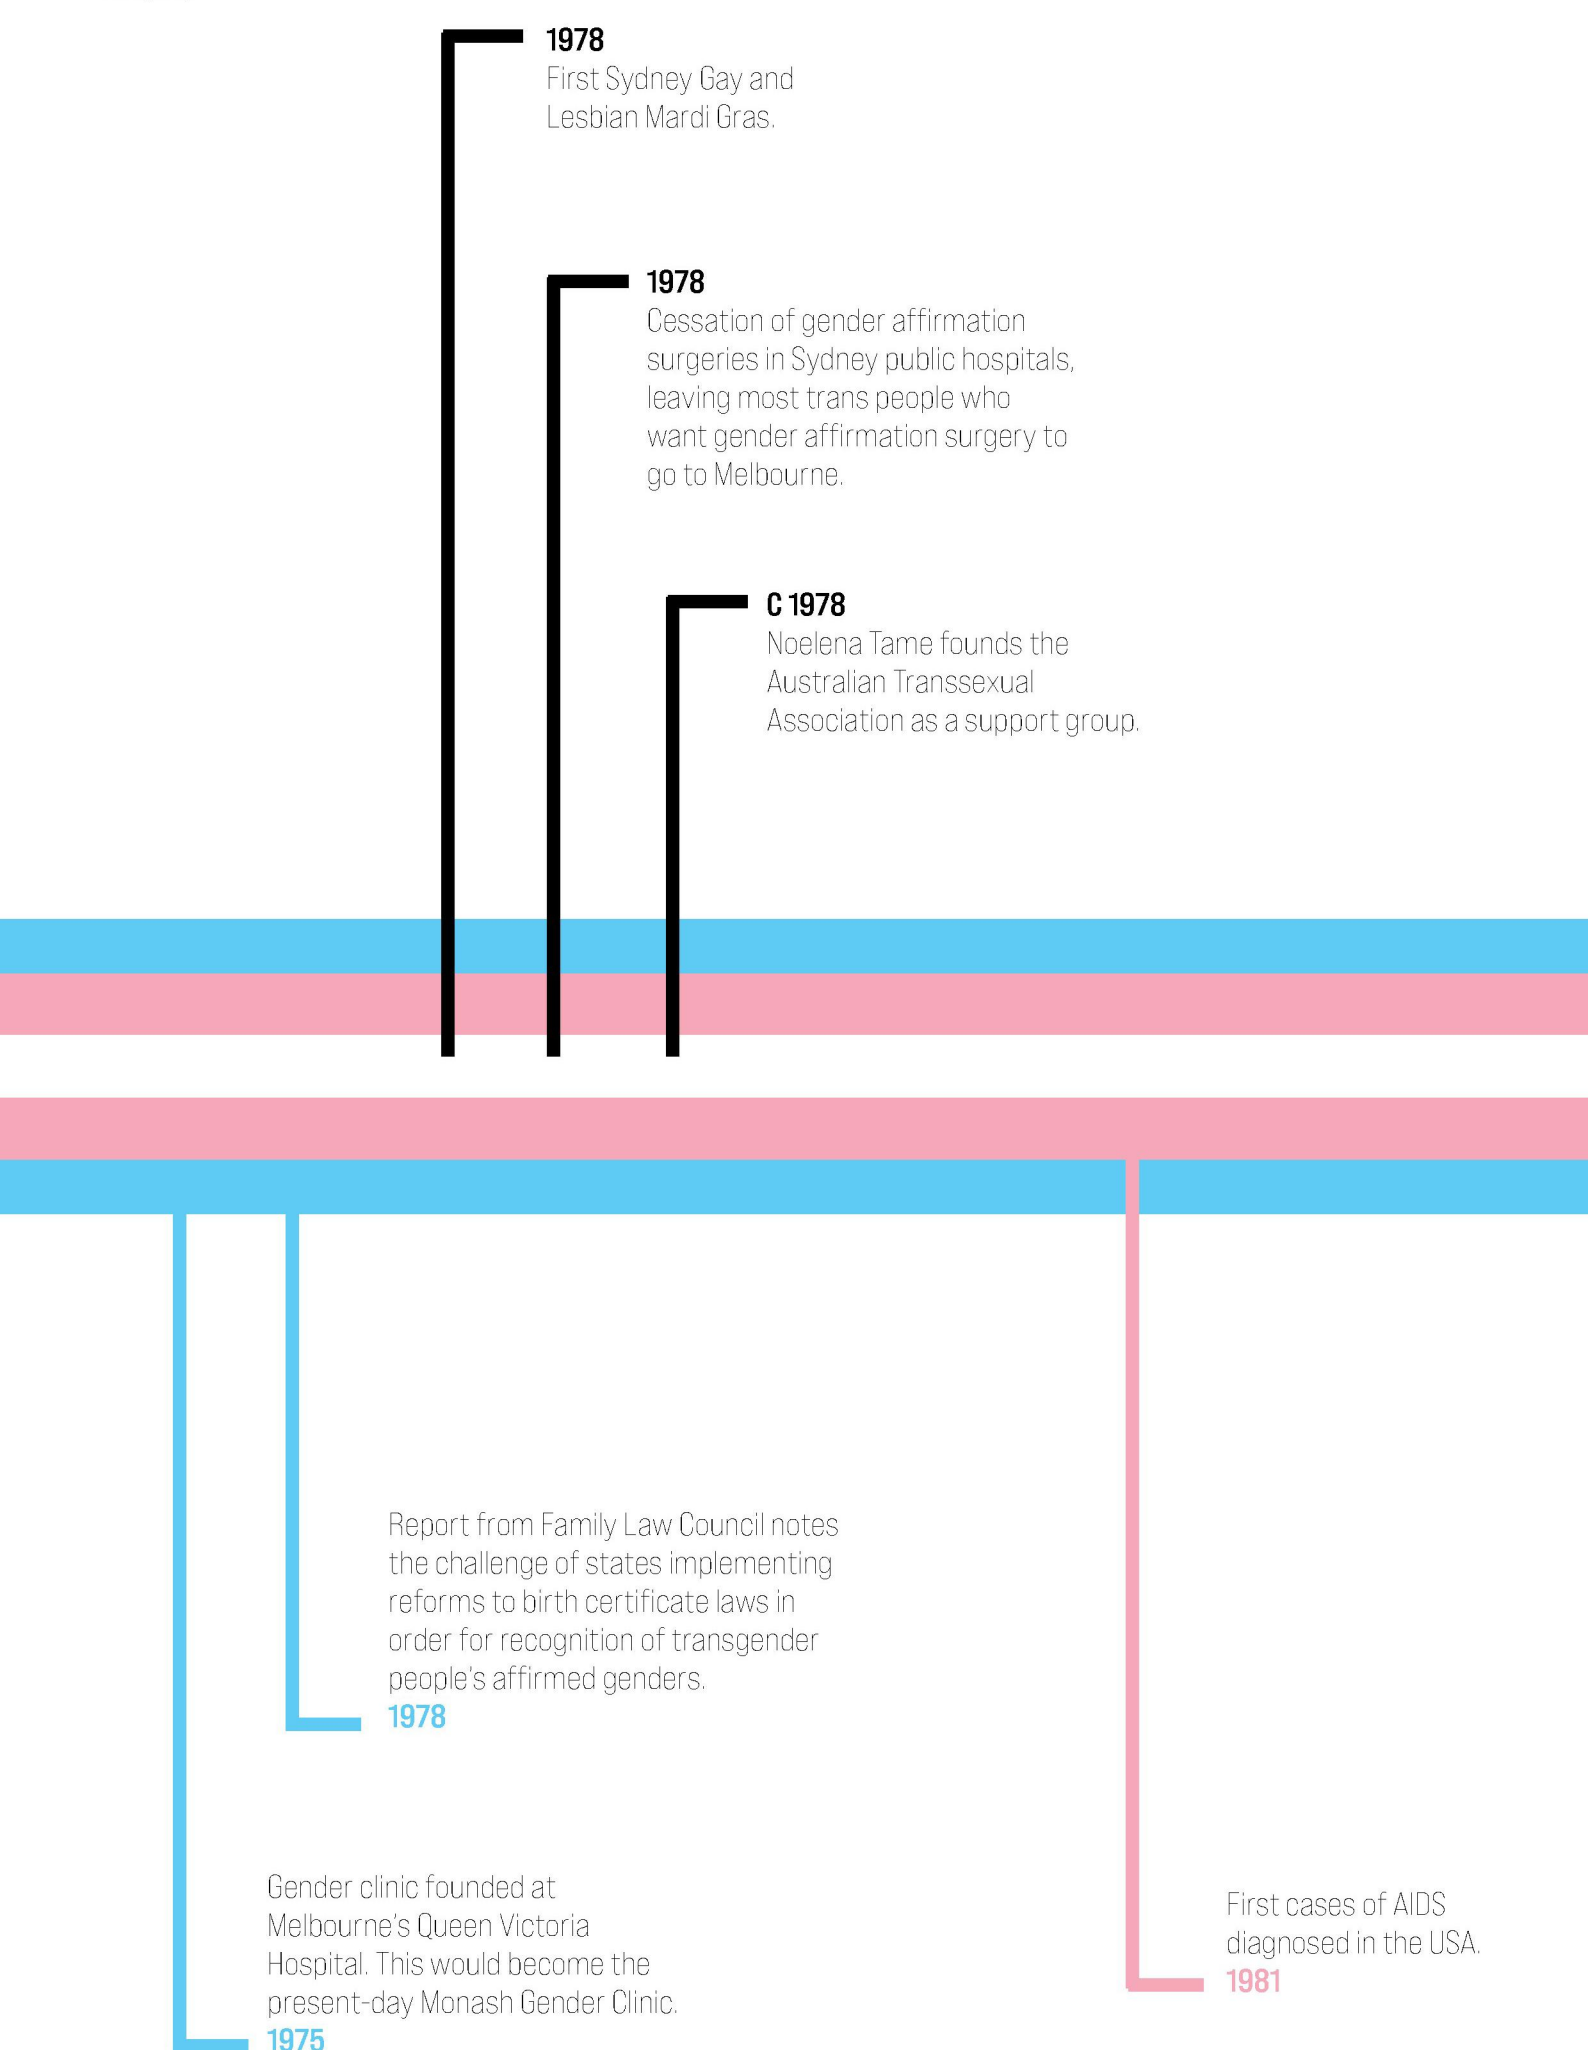 1978
First Sydney Gay and
Lesbian Mardi Gras.
1978
Cessation of gender affirmation
surgeries in Sydney public hospitals,
leaving most trans people who
want gender affirmation surgery to
go to Melbourne.
C 1978
Noelena Tame founds the
Australian Transsexual
Association as a support group.
Report from Family Law Council notes
the challenge of states implementing
reforms to birth certificate laws in
order for recognition of transgender
people's affirmed genders.
1978
Gender clinic founded at
Melbourne's Queen Victoria
Hospital. This would become the
present-day Monash Gender Clinic.
1975
First cases of AIDS
diagnosed in the USA.
1981